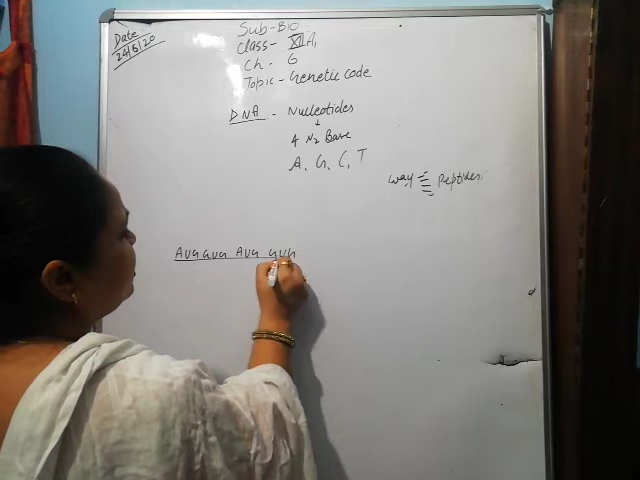 Date
24/6/20
Sub-Bio
Class- XII A,
Ch - 6
Topic - Genetic code
DNA - Nucleotides
4 N2 Base
A, G, C, T
way Peptides
AUG GUG AUG GUG